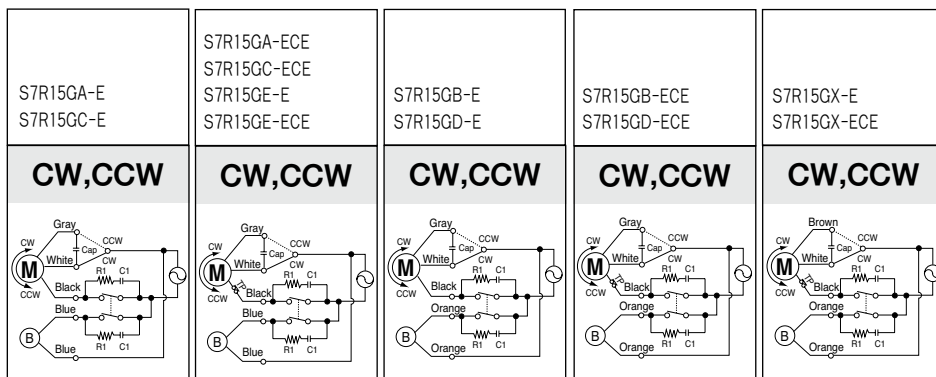 S7R15GA-E
S7R15GC-E
CW,CCW
Gray
CW
CCW
Cap
White
CW
M
R1 C1
CCW
Black
Blue
B
R1 C1
Blue
S7R15GA-ECE
S7R15GC-ECE
S7R15GE-E
S7R15GE-ECE
CW,CCW
Gray
CW
CCW
Cap
White
CW
M
R1 C1
TP
CCW
Black
Blue
B
R1 C1
Blue
S7R15GB-E
S7R15GD-E
CW,CCW
Gray
CW
CCW
Cap
White
CW
M
R1 C1
CCW
Black
Orange
B
R1 C1
Orange
S7R15GB-ECE
S7R15GD-ECE
CW,CCW
Gray
CW
CCW
Cap
White
CW
M
R1 C1
TP
CCW
Black
Orange
B
R1 C1
Orange
S7R15GX-E
S7R15GX-ECE
CW,CCW
Brown
CW
CCW
Cap
White
CW
M
R1 C1
TP
CCW
Black
Orange
B
R1 C1
Orange